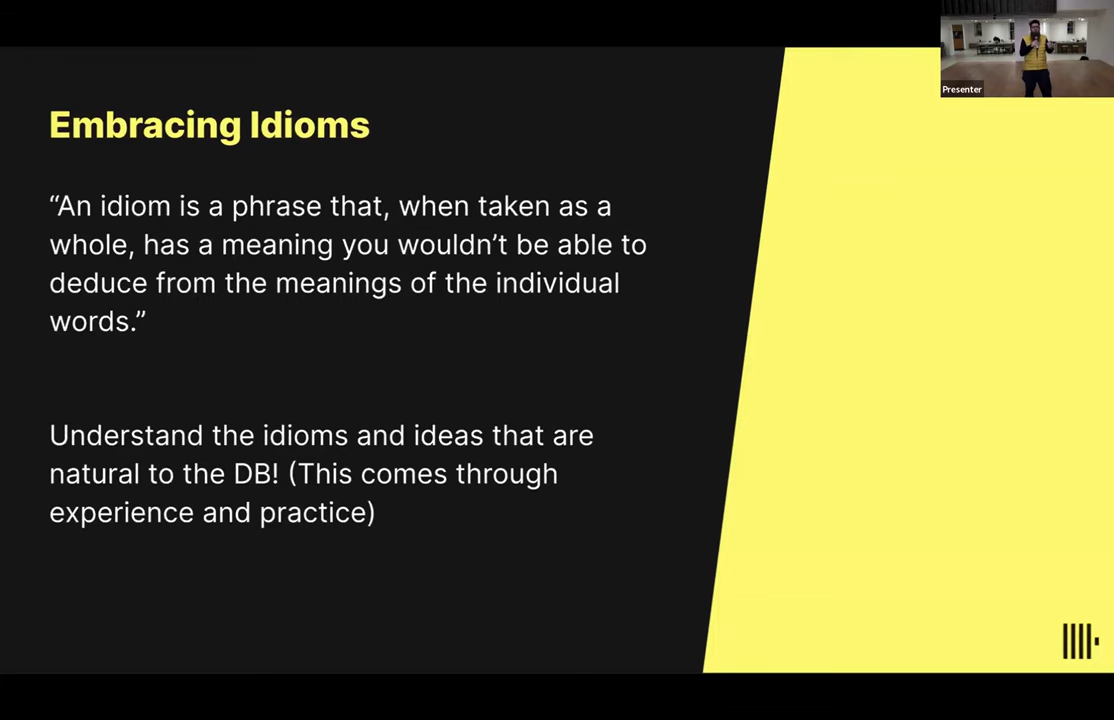 Presenter
Embracing Idioms
“An idiom is a phrase that, when taken as a
whole, has a meaning you wouldn’t be able to
deduce from the meanings of the individual
words.”
Understand the idioms and ideas that are
natural to the DB! (This comes through
experience and practice)